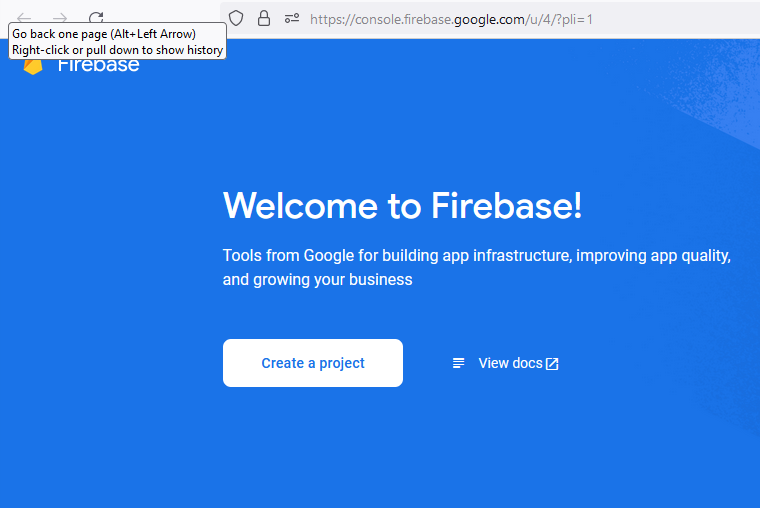 https://console.firebase.google.com/u/4/?pli=1
Go back one page (Alt+Left Arrow)
Right-click or pull down to show history
Firebase
Welcome to Firebase!
Tools from Google for building app infrastructure, improving app quality,
and growing your business
Create a project
View docs